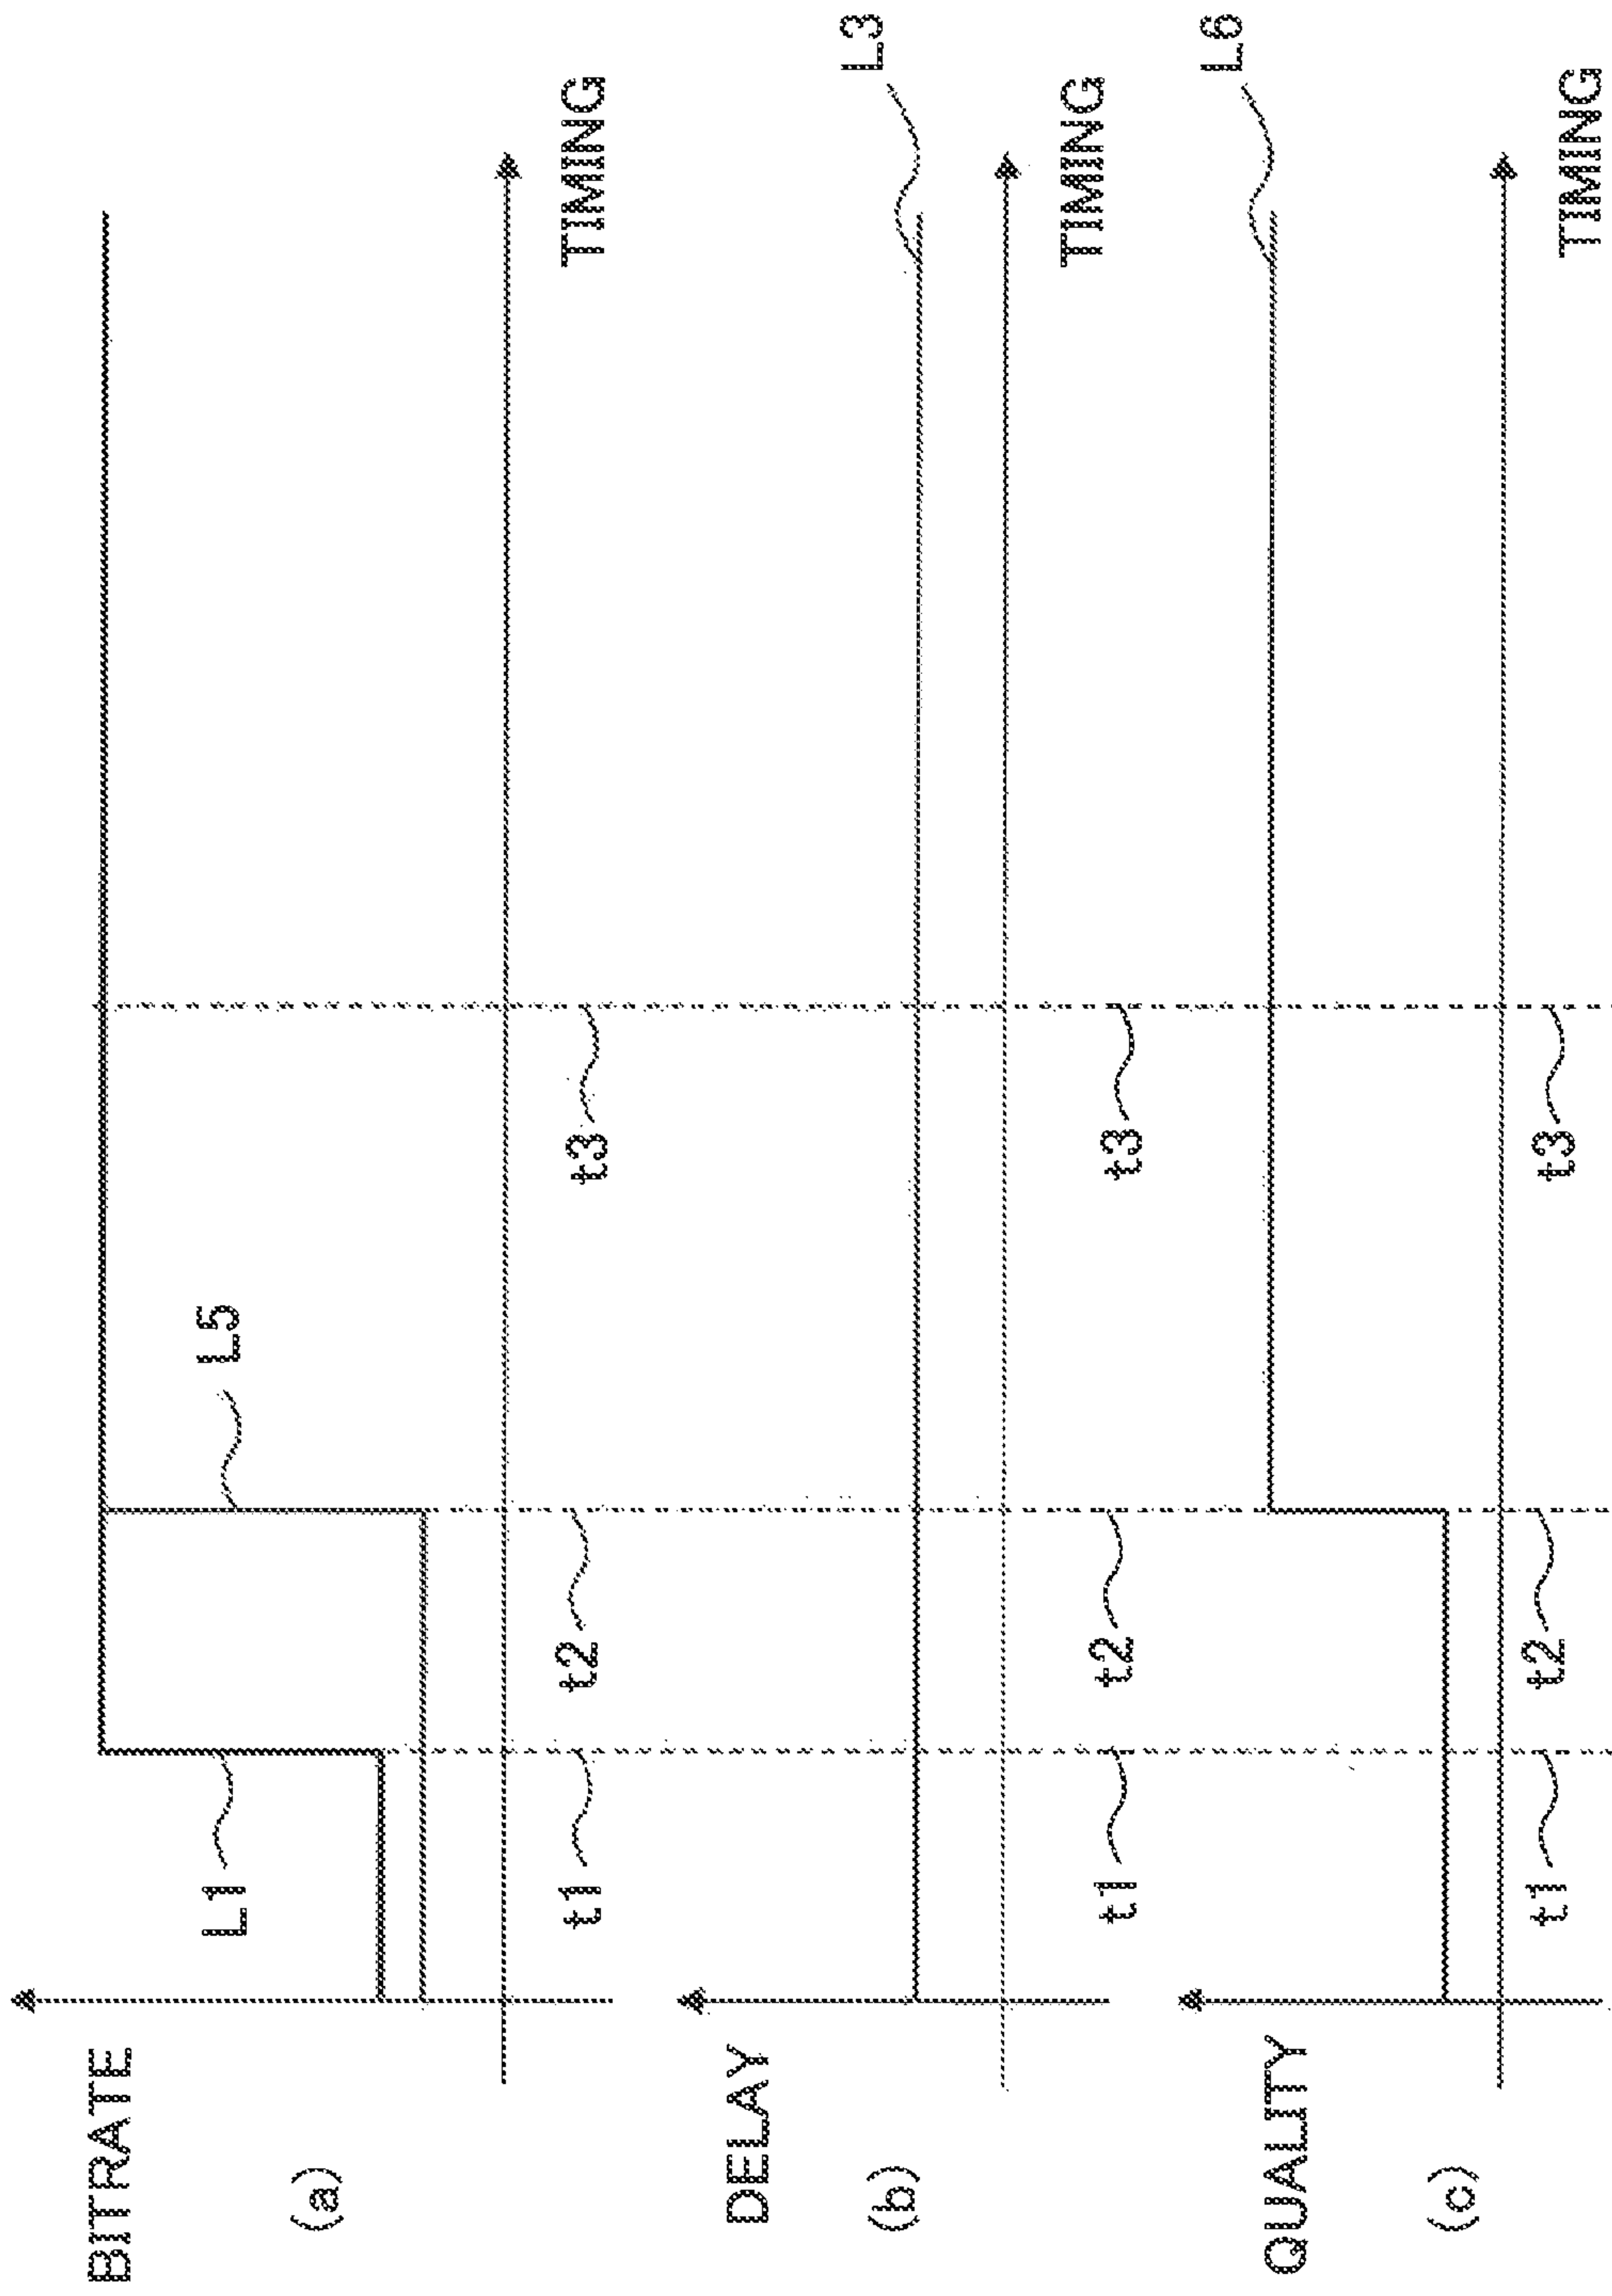 BITRATE
(a)
L1
L5
t1
t2
t3
TIMING
DELAY
(b)
L3
t1
t2
t3
TIMING
QUALITY
(c)
L6
t1
t2
t3
TIMING